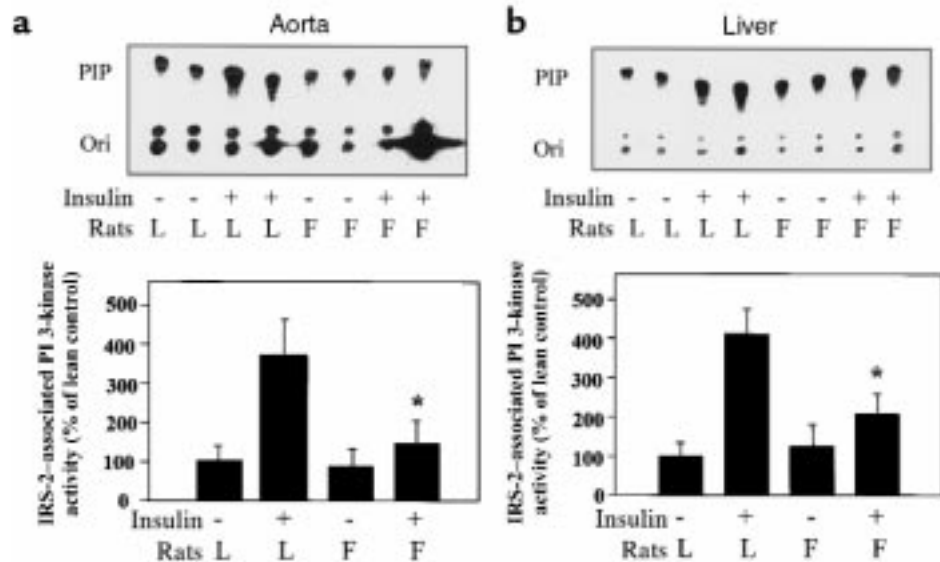 a Aorta
PIP
Ori
Insulin - - + + - - + +
Rats L L L L F F F F
IRS-2–associated PI 3-kinase
activity (% of lean control)
500
400
300
200
100
0
*
Insulin - + - +
Rats L L F F
b Liver
PIP
Ori
Insulin - - + + - - + +
Rats L L L L F F F F
IRS-2–associated PI 3-kinase
activity (% of lean control)
500
400
300
200
100
0
*
Insulin - + - +
Rats L L F F